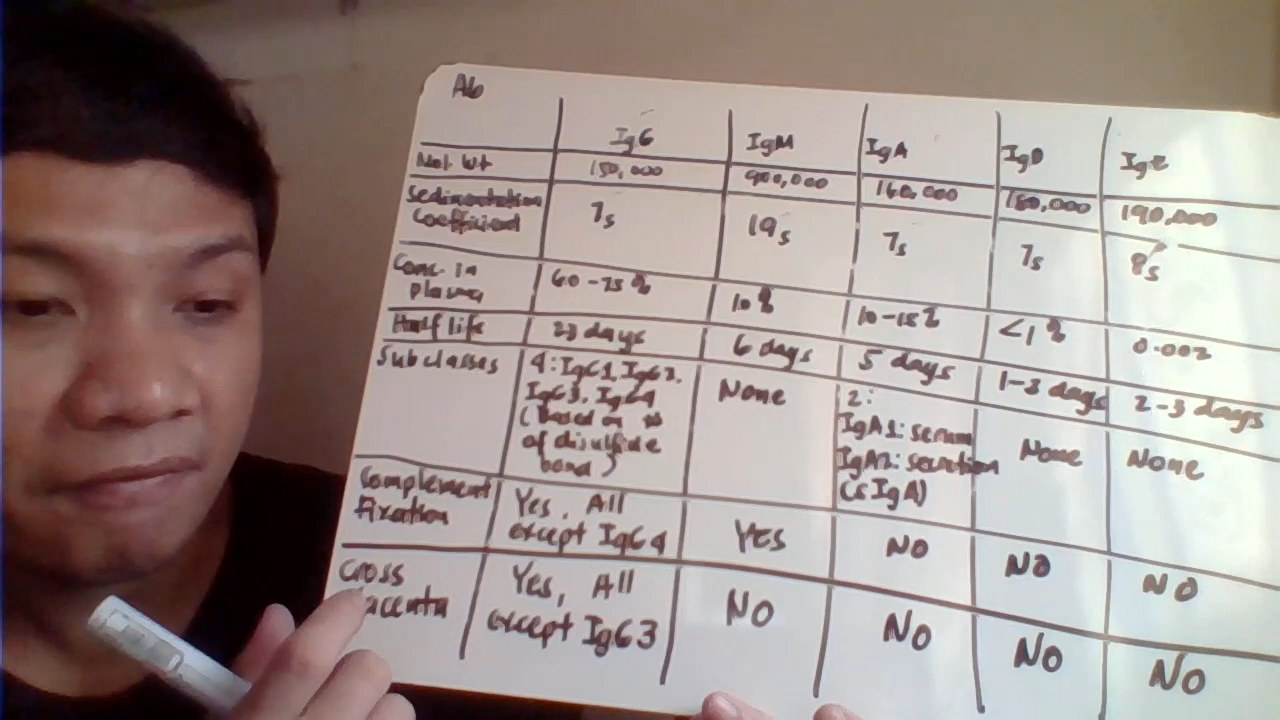 Ab
IgG IgM IgA IgD IgE
Mol Wt 150,000 900,000 160,000 180,000 190,000
Sedimentation
Coefficient 7s 19s 7s 7s 8s
Conc. in
plasma 60-75% 10% 10-15% <1% 0.002
Half life 23 days 6 days 5 days 1-3 days 2-3 days
Subclasses
4: IgG1, IgG2,
IgG3, IgG4
(based on #
of disulfide
bond)
None
2:
IgA1: serum
IgA2: secretion
(sIgA)
None
None
Complement
Fixation
Yes, All
except IgG4
Yes
NO
NO
NO
Cross
Placenta
Yes, All
except IgG3
NO
NO
NO
NO